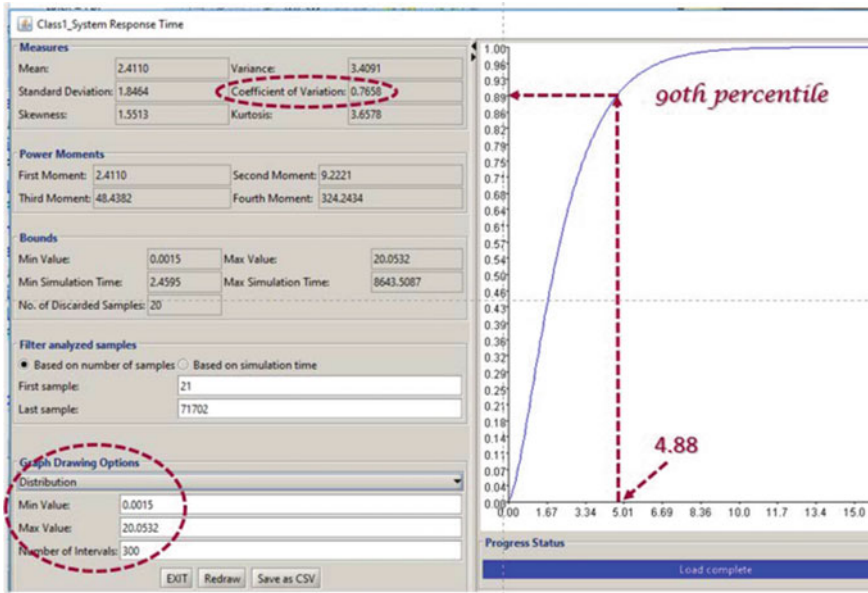 Class1_System Response Time
Measures
Mean: 2.4110 Variance: 3.4091
Standard Deviation: 1.8464 Coefficient of Variation: 0.7658
Skewness: 1.5513 Kurtosis: 3.6578
Power Moments
First Moment: 2.4110 Second Moment: 9.2221
Third Moment: 48.4382 Fourth Moment: 324.2434
Bounds
Min Value: 0.0015 Max Value: 20.0532
Min Simulation Time: 2.4595 Max Simulation Time: 8643.5087
No. of Discarded Samples: 20
Filter analyzed samples
Based on number of samples Based on simulation time
First sample: 21
Last sample: 71702
Graph Drawing Options
Distribution
Min Value: 0.0015
Max Value: 20.0532
Number of Intervals: 300
EXIT Redraw Save as CSV
1.00
0.96
0.93
0.89
0.86
0.82
0.79
0.75
0.71
0.68
0.64
0.61
0.57
0.54
0.50
0.46
0.43
0.39
0.36
0.32
0.29
0.25
0.21
0.18
0.14
0.11
0.07
0.04
0.00
90th percentile
4.88
0.00 1.67 3.34 5.01 6.69 8.36 10.0 11.7 13.4 15.0
Progress Status
Load complete